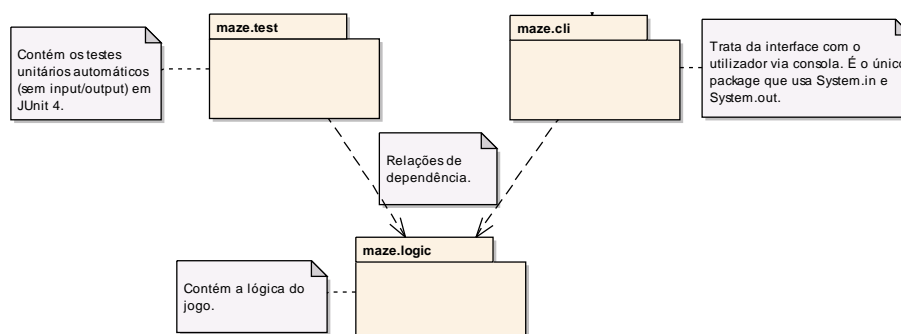 maze.test
maze.cli
Contém os testes
unitários automáticos
(sem input/output) em
JUnit 4.
Trata da interface com o
utilizador via consola. É o único
package que usa System.in e
System.out.
Relações de
dependência.
maze.logic
Contém a lógica do
jogo.